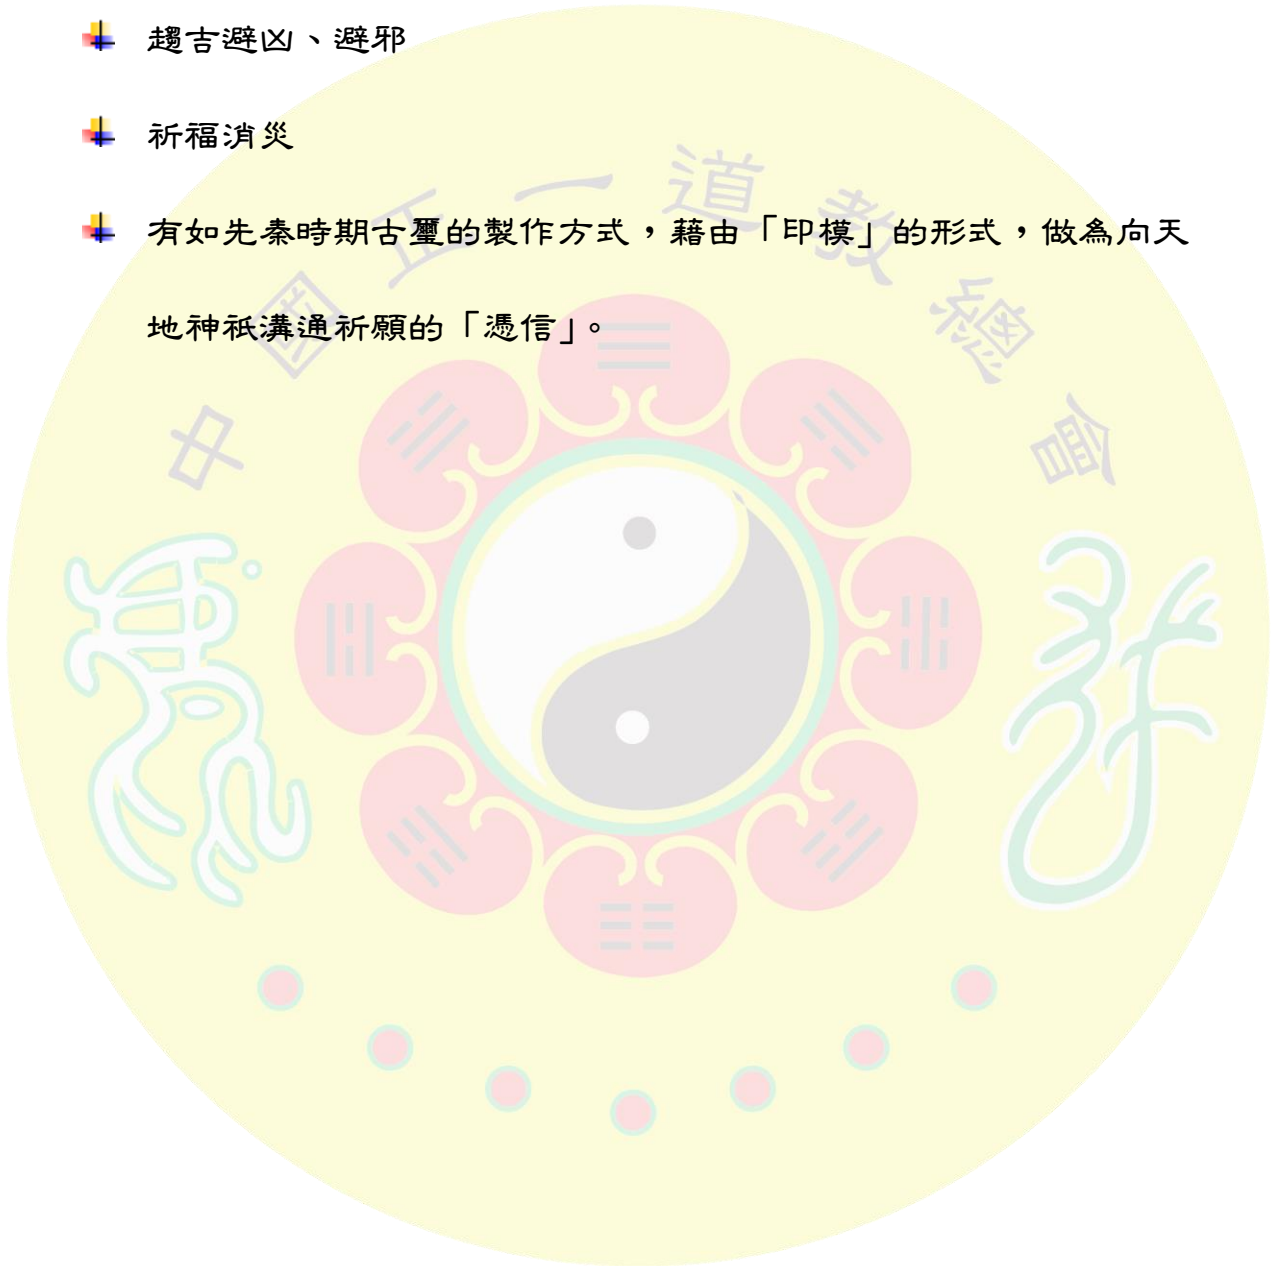 趨吉避凶、避邪
祈福消災
有如先秦時期古璽的製作方式，藉由「印模」的形式，做為向天
地神祇溝通祈願的「憑信」。
中國正一道教總會